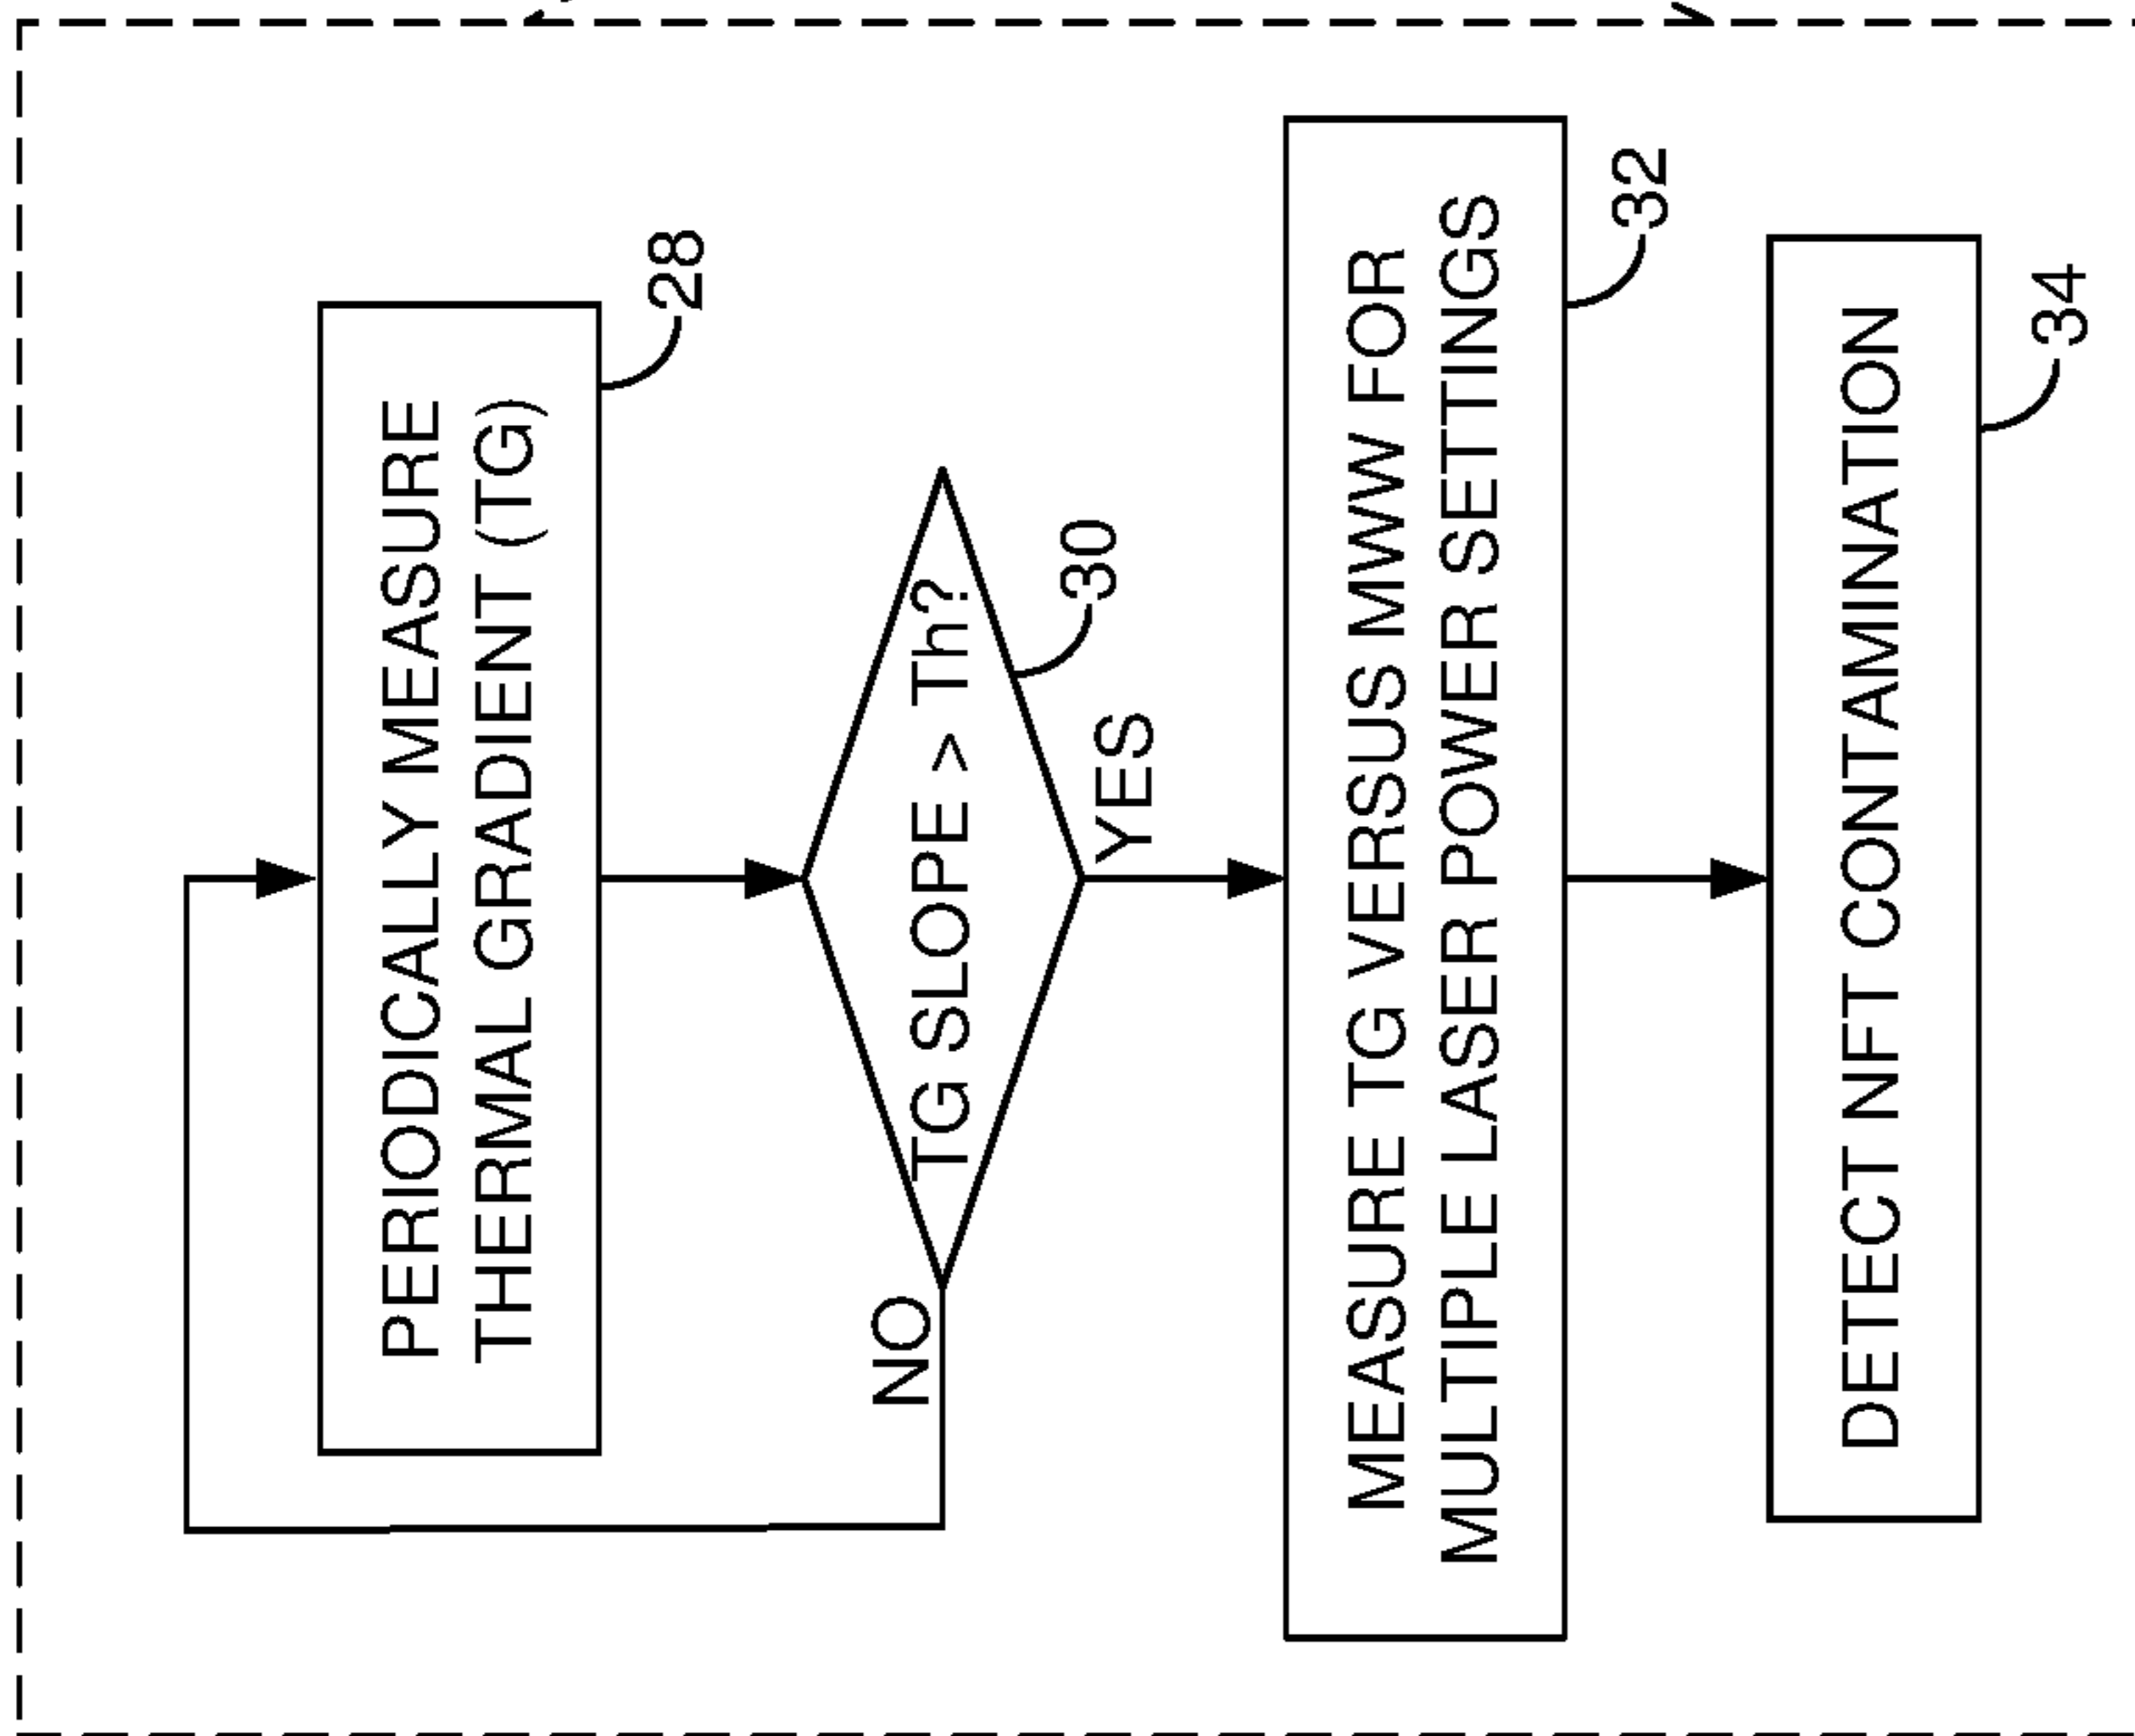 PERIODICALLY MEASURE
THERMAL GRADIENT (TG)
28
TG SLOPE > Th?
30
NO
YES
MEASURE TG VERSUS MWW FOR
MULTIPLE LASER POWER SETTINGS
32
DETECT NFT CONTAMINATION
34